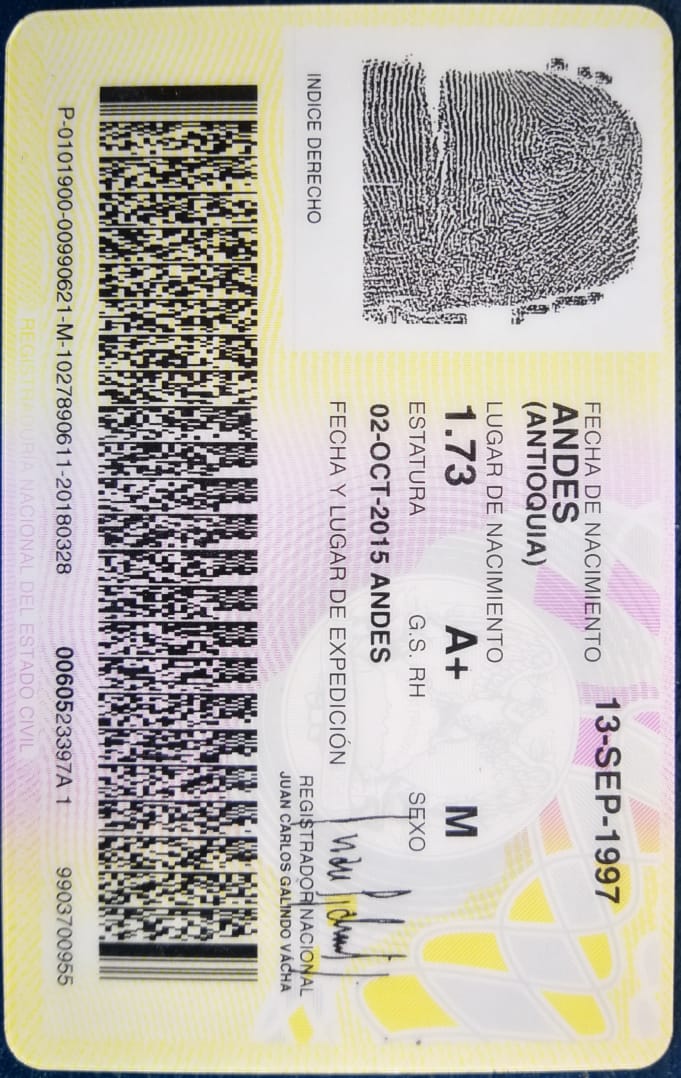 FECHA DE NACIMIENTO 13-SEP-1997
ANDES
(ANTIOQUIA)
LUGAR DE NACIMIENTO
1.73 A+ M
ESTATURA G.S. RH SEXO
02-OCT-2015 ANDES
FECHA Y LUGAR DE EXPEDICIÓN
INDICE DERECHO
REGISTRADOR NACIONAL
JUAN CARLOS GALINDO VÁCHA
P-0101900-00990621-M-1027890611-20180328 0060523397A 1 9903700955
REGISTRADURÍA NACIONAL DEL ESTADO CIVIL